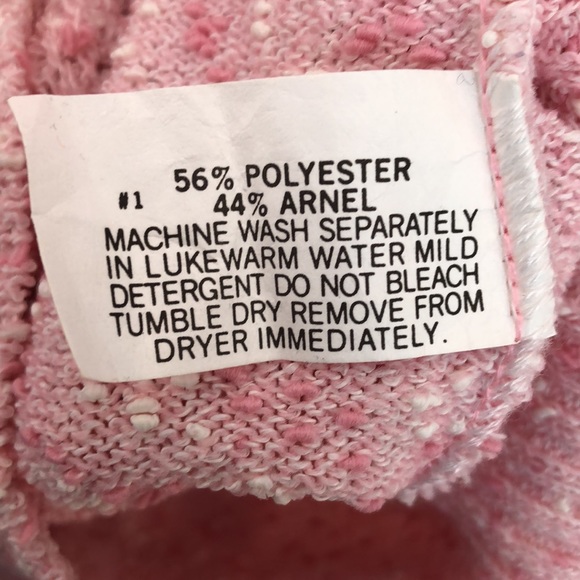 56% POLYESTER
#1 44% ARNEL
MACHINE WASH SEPARATELY
IN LUKEWARM WATER MILD
DETERGENT DO NOT BLEACH
TUMBLE DRY REMOVE FROM
DRYER IMMEDIATELY.